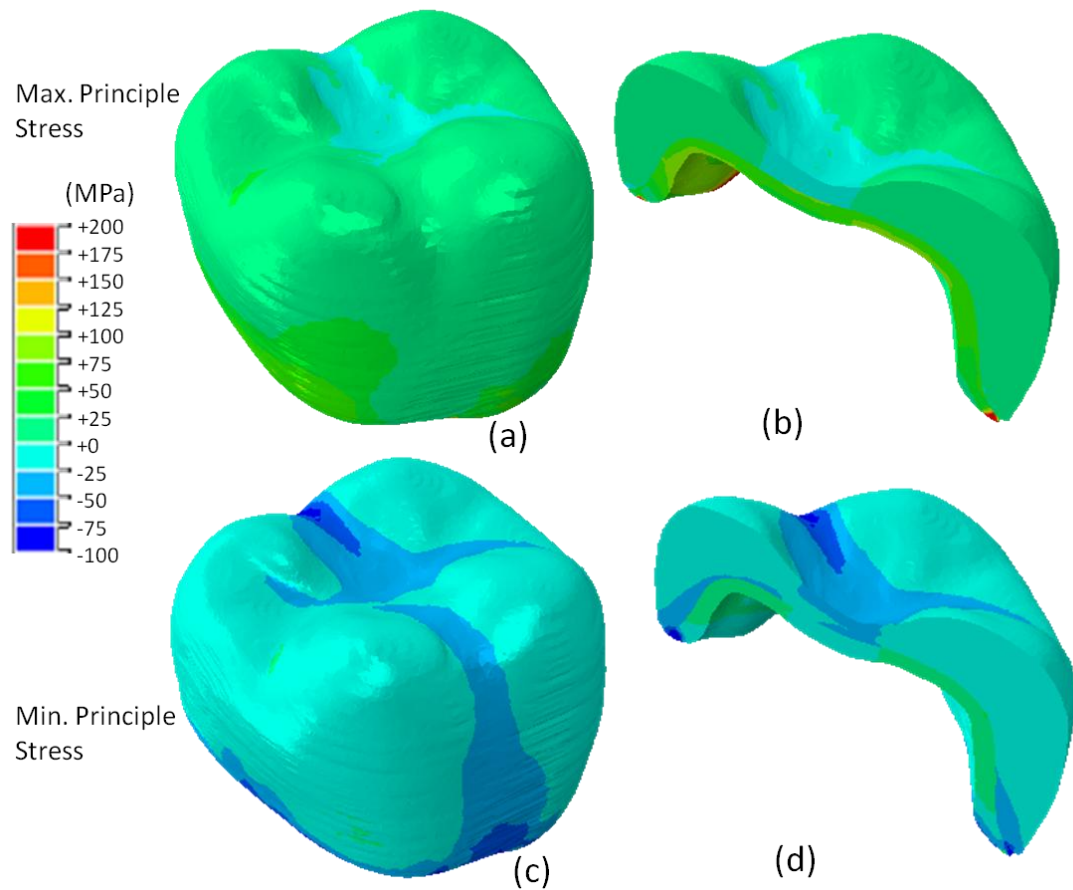 Max. Principle
Stress
(MPa)
+200
+175
+150
+125
+100
+75
+50
+25
+0
-25
-50
-75
-100
(a)
(b)
Min. Principle
Stress
(c)
(d)